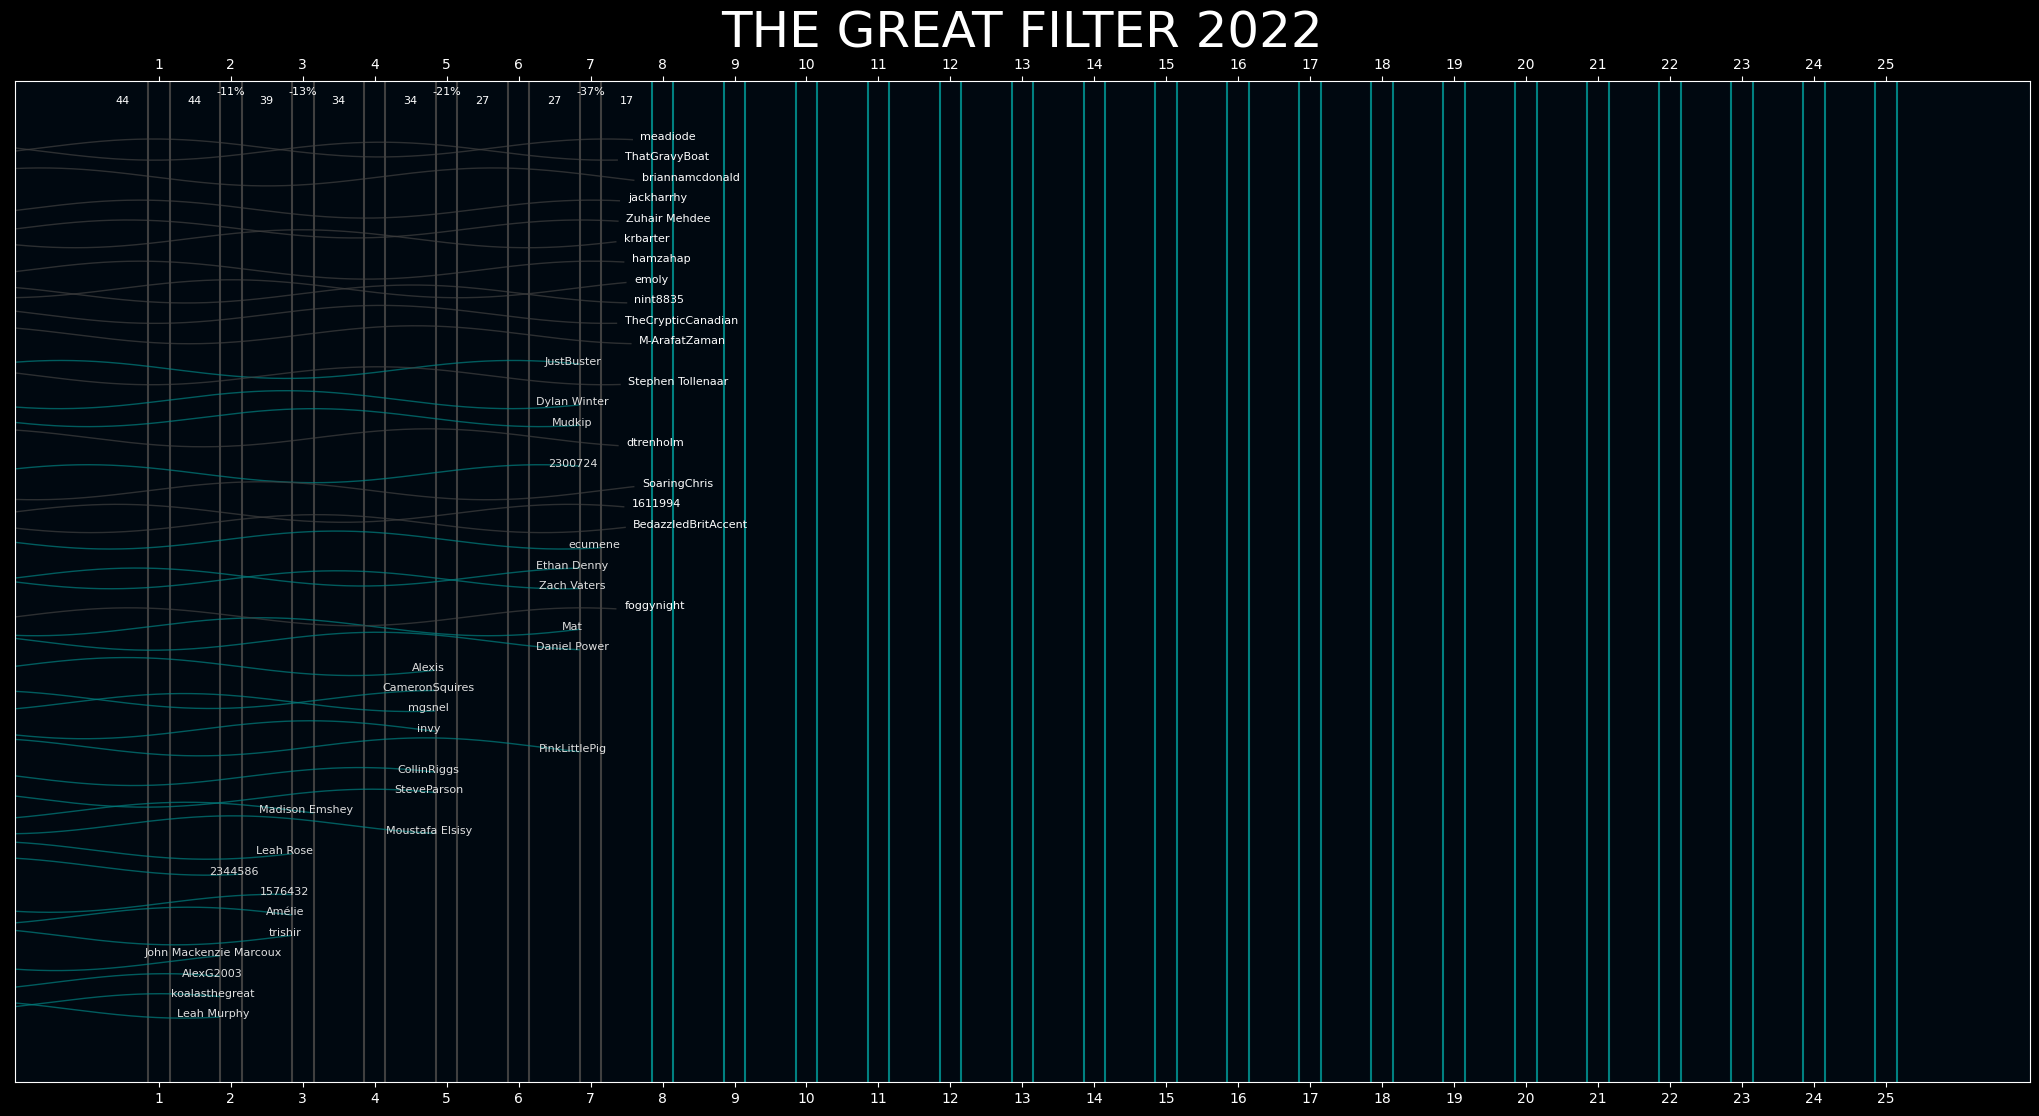 THE GREAT FILTER 2022
1 2 3 4 5 6 7 8 9 10 11 12 13 14 15 16 17 18 19 20 21 22 23 24 25
-11% -13% -21% -37%
44 44 39 34 34 27 27 17
meadiode
ThatGravyBoat
briannamcdonald
jackharrhy
Zuhair Mehdee
krbarter
hamzahap
emoly
nint8835
TheCrypticCanadian
M-ArafatZaman
JustBuster
Stephen Tollenaar
Dylan Winter
Mudkip
dtrenholm
2300724
SoaringChris
1611994
BedazzledBritAccent
ecumene
Ethan Denny
Zach Vaters
foggynight
Mat
Daniel Power
Alexis
CameronSquires
mgsnel
invy
PinkLittlePig
CollinRiggs
SteveParson
Madison Emshey
Moustafa Elsisy
Leah Rose
2344586
1576432
Amélie
trishir
John Mackenzie Marcoux
AlexG2003
koalasthegreat
Leah Murphy
1 2 3 4 5 6 7 8 9 10 11 12 13 14 15 16 17 18 19 20 21 22 23 24 25